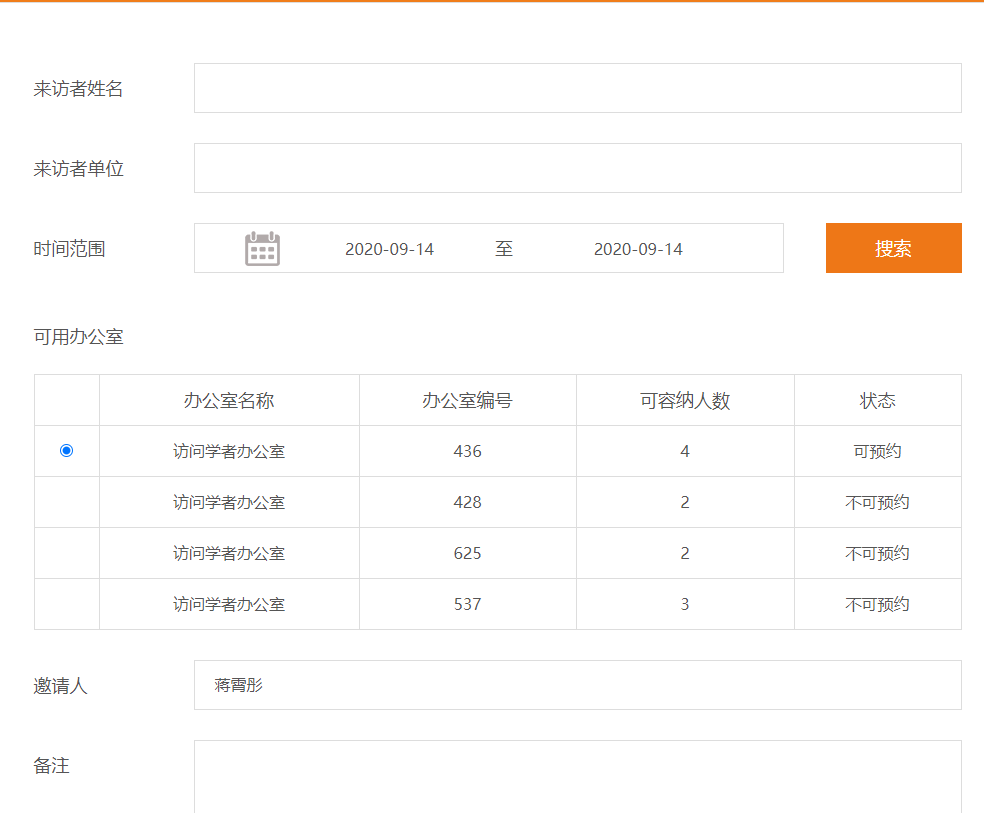 来访者姓名
来访者单位
时间范围 2020-09-14 至 2020-09-14 搜索
可用办公室
办公室名称 办公室编号 可容纳人数 状态
访问学者办公室 436 4 可预约
访问学者办公室 428 2 不可预约
访问学者办公室 625 2 不可预约
访问学者办公室 537 3 不可预约
邀请人 蒋霄彤
备注